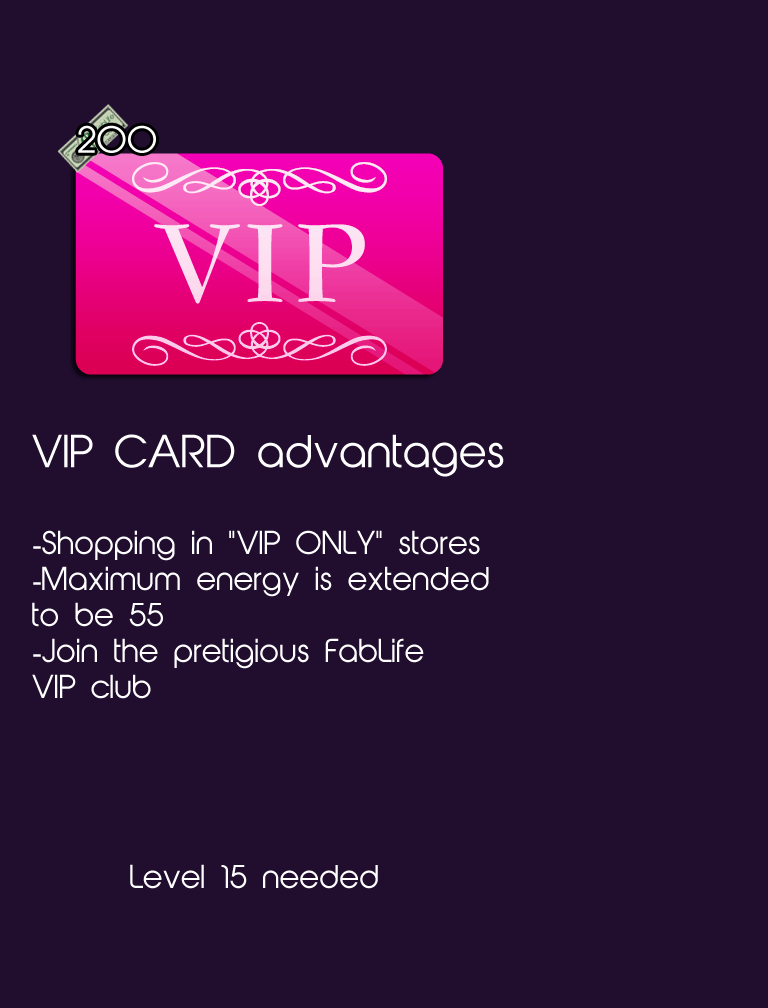 200
VIP
VIP CARD advantages
-Shopping in "VIP ONLY" stores
-Maximum energy is extended
to be 55
-Join the pretigious FabLife
VIP club
Level 15 needed